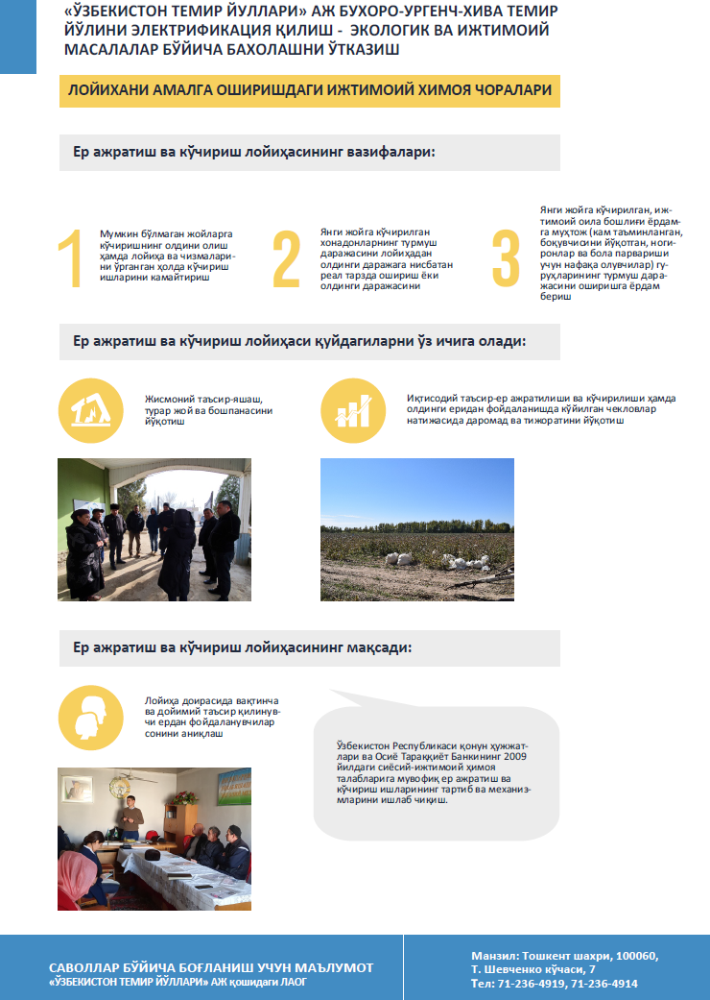 «ЎЗБЕКИСТОН ТЕМИР ЙУЛЛАРИ» АЖ БУХОРО-УРГЕНЧ-ХИВА ТЕМИР
ЙЎЛИНИ ЭЛЕКТРИФИКАЦИЯ ҚИЛИШ - ЭКОЛОГИК ВА ИЖТИМОИЙ
МАСАЛАЛАР БЎЙИЧА БАХОЛАШНИ ЎТКАЗИШ
ЛОЙИХАНИ АМАЛГА ОШИРИШДАГИ ИЖТИМОИЙ ХИМОЯ ЧОРАЛАРИ
Ер ажратиш ва кўчириш лойиҳасининг вазифалари:
1
Мумкин бўлмаган жойларга
кўчиришнинг олдини олиш
ҳамда лойиҳа ва чизмалари-
ни ўрганган ҳолда кўчириш
ишларини камайтириш
2
Янги жойга кўчирилган
хонадонларнинг турмуш
даражасини лойиҳадан
олдинги даражага нисбатан
реал тарзда ошириш ёки
олдинги даражасини
3
Янги жойга кўчирилган, иж-
тимоий оила бошлиғи ёрдам-
га муҳтож (кам таъминланган,
боқувчисини йўқотган, ноги-
ронлар ва бола парвариши
учун нафақа олувчилар) гу-
руҳларининг турмуш дара-
жасини оширишга ёрдам
бериш
Ер ажратиш ва кўчириш лойиҳаси қуйдагиларни ўз ичига олади:
Жисмоний таъсир-яшаш,
турар жой ва бошпанасини
йўқотиш
Иқтисодий таъсир-ер ажратилиши ва кўчирилиши ҳамда
олдинги еридан фойдаланишда кўйилган чекловлар
натижасида даромад ва тижоратини йўқотиш
Ер ажратиш ва кўчириш лойиҳасининг мақсади:
Лойиҳа доирасида вақтинча
ва дойимий таъсир қилинув-
чи ердан фойдаланувчилар
сонини аниқлаш
Ўзбекистон Республикаси қонун ҳужжат-
лари ва Осиё Тараққиёт Банкининг 2009
йилдаги сиёсий-ижтимоий ҳимоя
талабларига мувофиқ ер ажратиш ва
кўчириш ишларининг тартиб ва механиз-
мларини ишлаб чиқиш.
САВОЛЛАР БЎЙИЧА БОҒЛАНИШ УЧУН МАЪЛУМОТ
«ЎЗБЕКИСТОН ТЕМИР ЙЎЛЛАРИ» АЖ қошидаги ЛАОГ
Манзил: Тошкент шахри, 100060,
Т. Шевченко кўчаси, 7
Тел: 71-236-4919, 71-236-4914